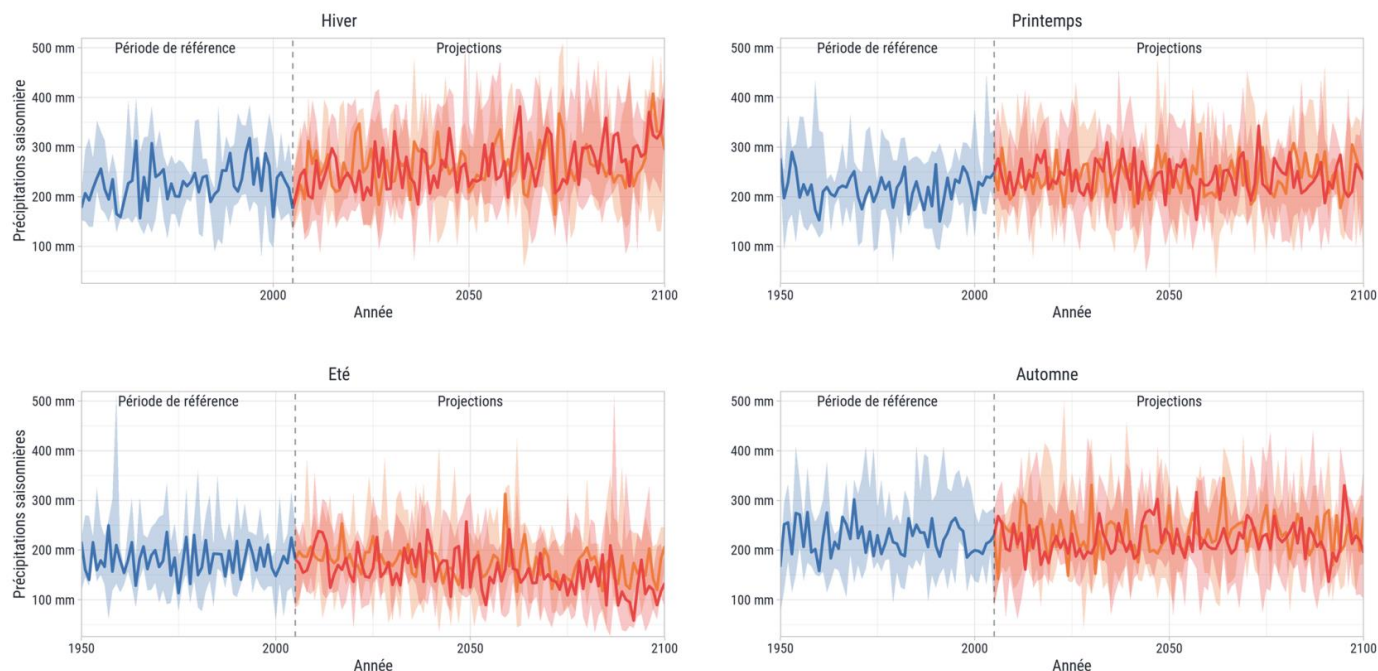 Hiver
Période de référence
Projections
Précipitations saisonnière
500 mm
400 mm
300 mm
200 mm
100 mm
2000
2050
2100
Année
Printemps
Période de référence
Projections
500 mm
400 mm
300 mm
200 mm
100 mm
1950
2000
2050
2100
Année
Eté
Période de référence
Projections
Précipitations saisonnières
500 mm
400 mm
300 mm
200 mm
100 mm
1950
2000
2050
2100
Année
Automne
Période de référence
Projections
500 mm
400 mm
300 mm
200 mm
100 mm
1950
2000
2050
2100
Année